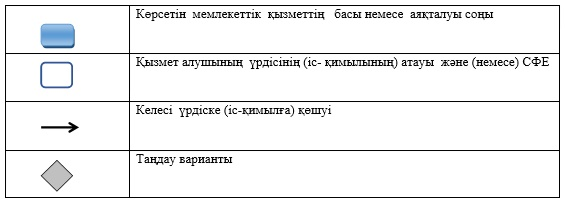 Көрсетін мемлекеттік қызметтің басы немесе аяқталуы соңы
Қызмет алушының үрдісінің (іс- қимылының) атауы және (немесе) СФЕ
Келесі үрдіске (іс-қимылға) көшуі
Таңдау варианты